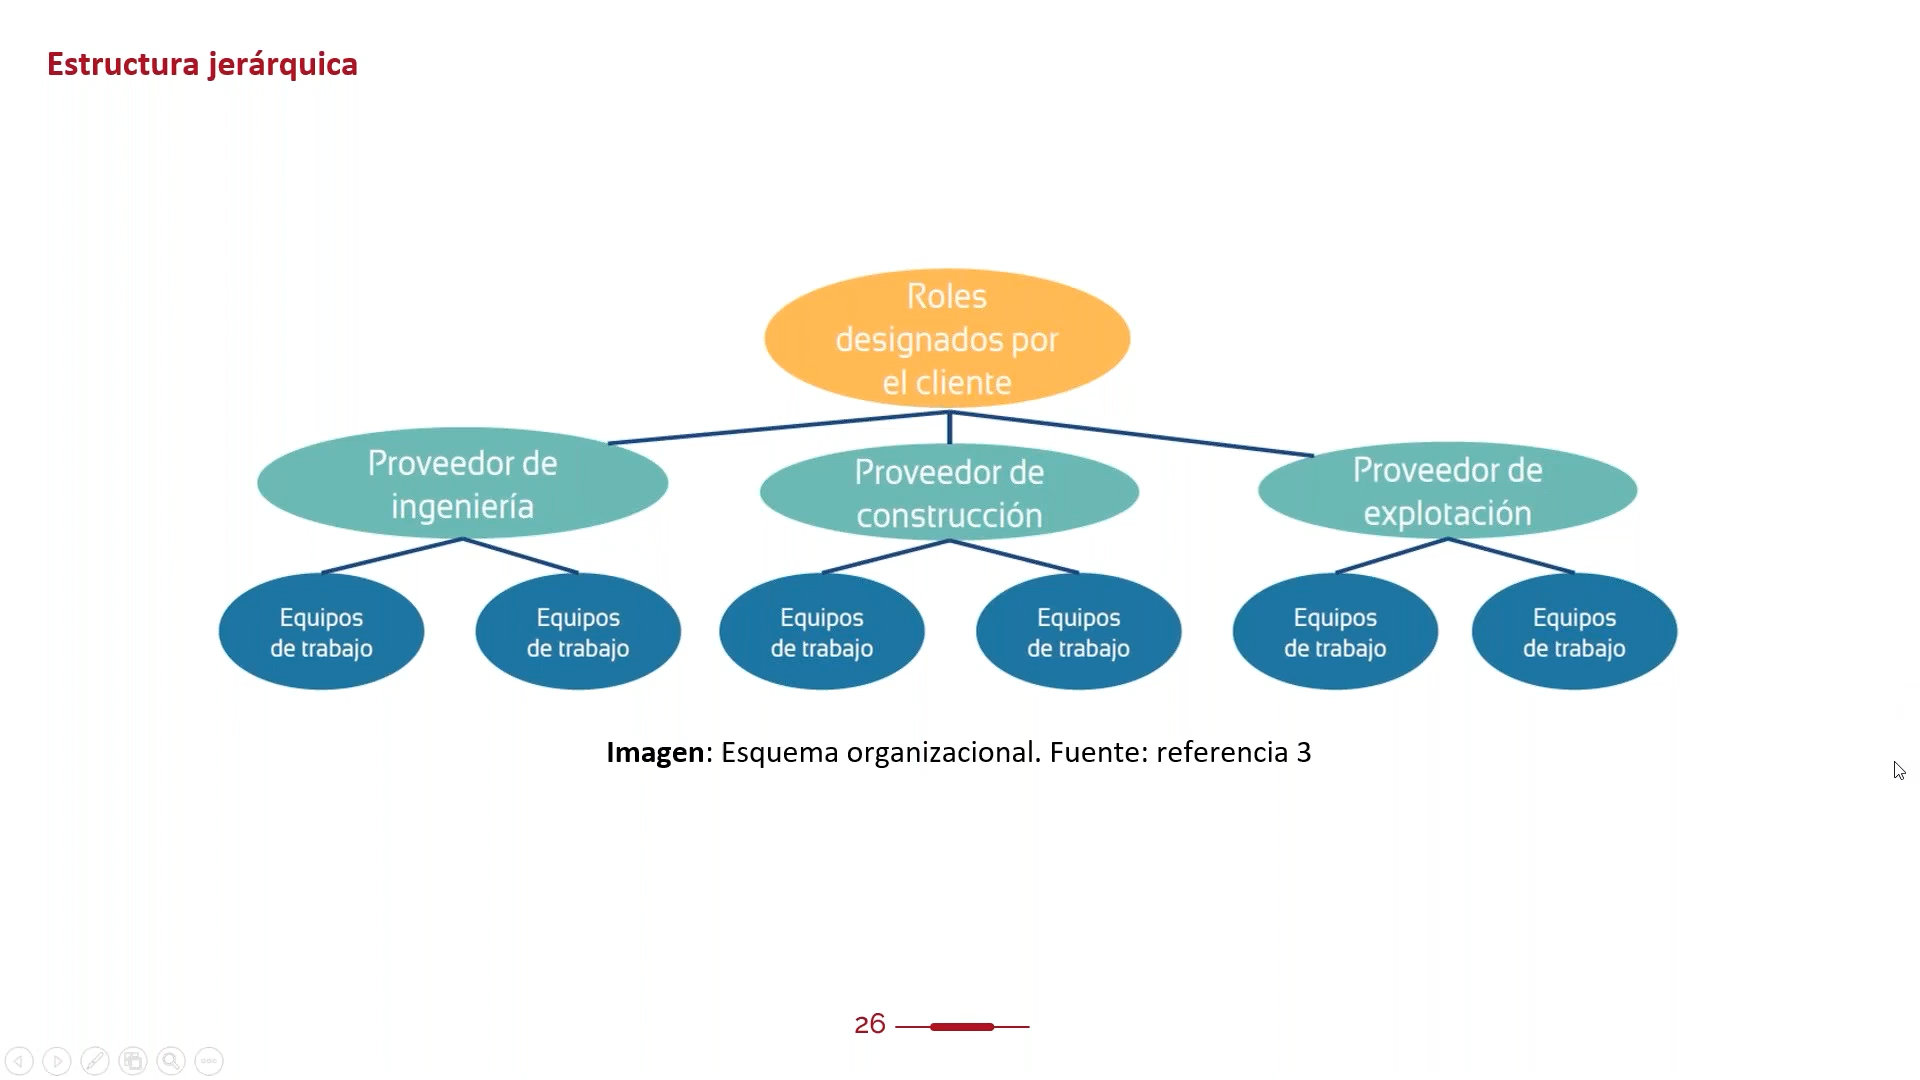 Estructura jerárquica
Roles
designados por
el cliente
Proveedor de
ingeniería
Proveedor de
construcción
Proveedor de
explotación
Equipos
de trabajo
Equipos
de trabajo
Equipos
de trabajo
Equipos
de trabajo
Equipos
de trabajo
Equipos
de trabajo
Imagen: Esquema organizacional. Fuente: referencia 3
26